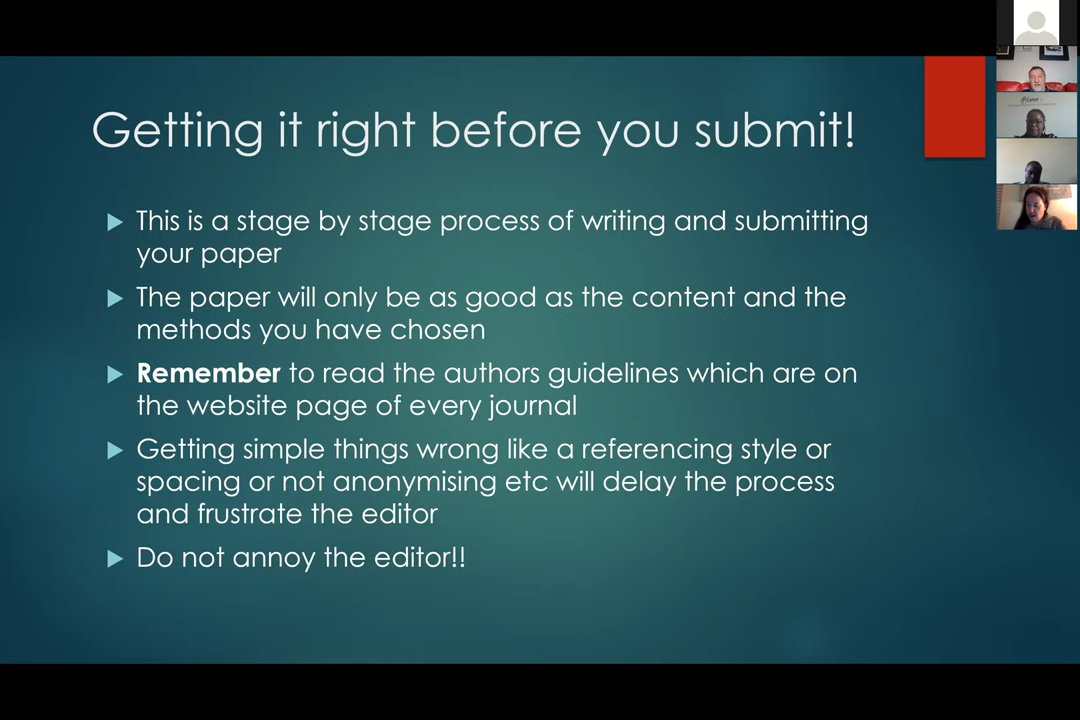 Getting it right before you submit!
This is a stage by stage process of writing and submitting
your paper
The paper will only be as good as the content and the
methods you have chosen
Remember to read the authors guidelines which are on
the website page of every journal
Getting simple things wrong like a referencing style or
spacing or not anonymising etc will delay the process
and frustrate the editor
Do not annoy the editor!!